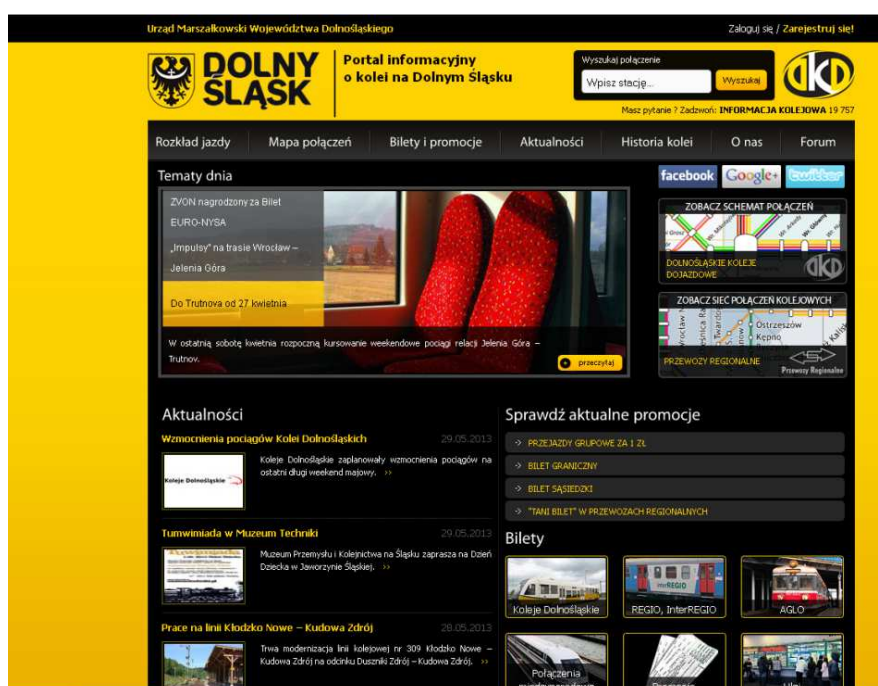 Urząd Marszałkowski Województwa Dolnośląskiego
Zaloguj się / Zarejestruj się!
DOLNY
ŚLĄSK
Portal informacyjny
o kolei na Dolnym Śląsku
Wyszukaj połączenie
Wpisz stację...
Wyszukaj
DKD
Masz pytanie ? Zadzwoń: INFORMACJA KOLEJOWA 19 757
Rozkład jazdy
Mapa połączeń
Bilety i promocje
Aktualności
Historia kolei
O nas
Forum
Tematy dnia
ZVON nagrodzony za Bilet
EURO-NYSA
„Impulsy” na trasie Wrocław –
Jelenia Góra
Do Trutnova od 27 kwietnia
W ostatnią sobotę kwietnia rozpoczną kursowanie weekendowe pociągi relacji Jelenia Góra –
Trutnov.
przeczytaj
facebook
Google+
twitter
ZOBACZ SCHEMAT POŁĄCZEŃ
DOLNOŚLĄSKIE KOLEJE
DOJAZDOWE
DKD
ZOBACZ SIEĆ POŁĄCZEŃ KOLEJOWYCH
Ostrzeszów
Kępno
PRZEWOZY REGIONALNE
Przewozy Regionalne
Aktualności
Wzmocnienia pociągów Kolei Dolnośląskich
29.05.2013
Koleje Dolnośląskie
Koleje Dolnośląskie zaplanowały wzmocnienia pociągów na
ostatni długi weekend majowy. >>
Tumwimiada w Muzeum Techniki
29.05.2013
Muzeum Przemysłu i Kolejnictwa na Śląsku zaprasza na Dzień
Dziecka w Jaworzynie Śląskiej. >>
Prace na linii Kłodzko Nowe – Kudowa Zdrój
28.05.2013
Trwa modernizacja linii kolejowej nr 309 Kłodzko Nowe –
Kudowa Zdrój na odcinku Duszniki Zdrój – Kudowa Zdrój. >>
Sprawdź aktualne promocje
PRZEJAZDY GRUPOWE ZA 1 ZŁ
BILET GRANICZNY
BILET SĄSIEDZKI
"TANI BILET" W PRZEWOZACH REGIONALNYCH
Bilety
Koleje Dolnośląskie
REGIO, InterREGIO
AGLO
Połączenia